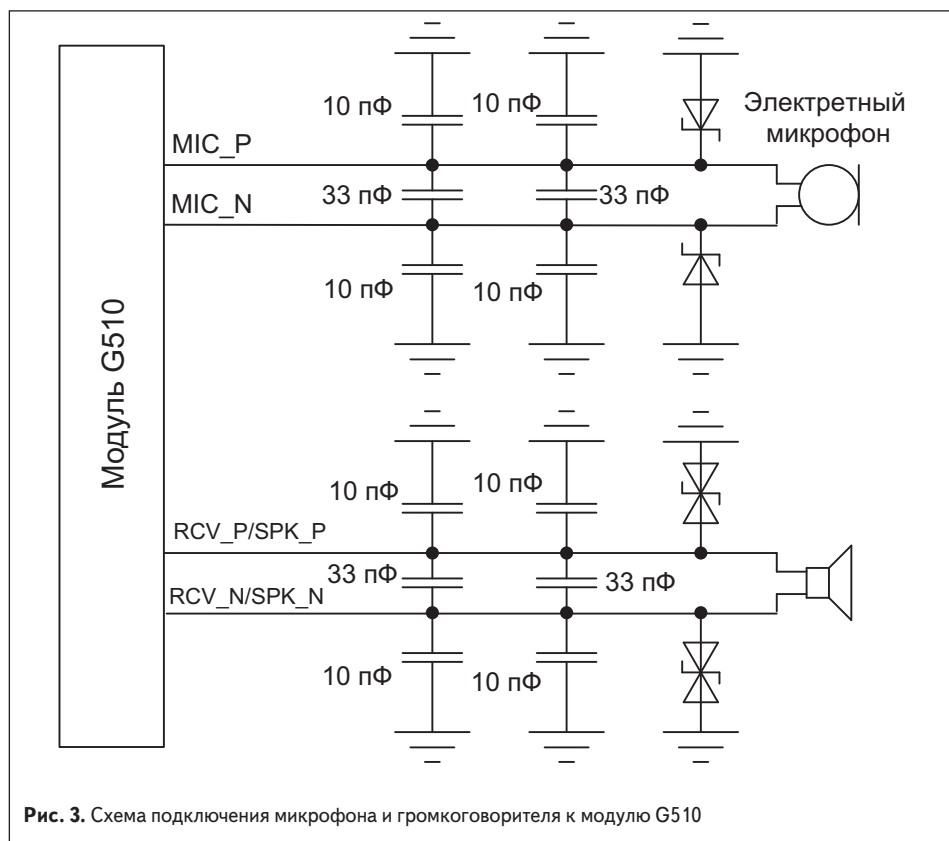 10 пФ
10 пФ
Электретный
микрофон
MIC_P
33 пФ
33 пФ
MIC_N
10 пФ
10 пФ
Модуль G510
10 пФ
10 пФ
RCV_P/SPK_P
33 пФ
33 пФ
RCV_N/SPK_N
10 пФ
10 пФ
Рис. 3. Схема подключения микрофона и громкоговорителя к модулю G510